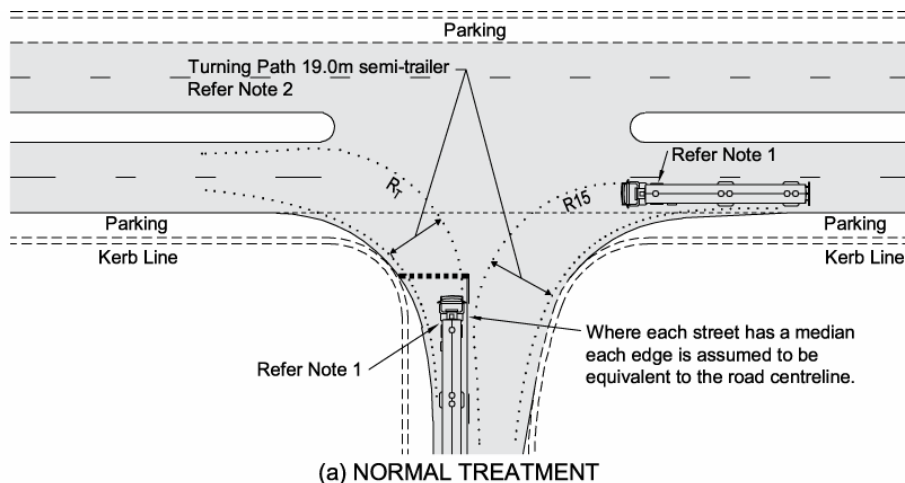 Parking
Turning Path 19.0m semi-trailer
Refer Note 2
Refer Note 1
RT
R15
Parking
Kerb Line
Parking
Kerb Line
Where each street has a median
each edge is assumed to be
equivalent to the road centreline.
Refer Note 1
(a) NORMAL TREATMENT